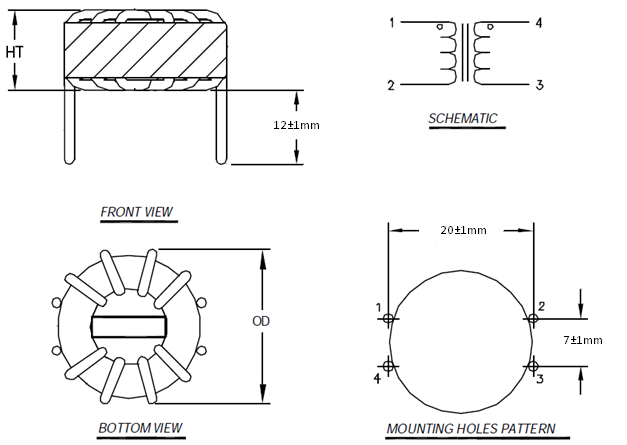 HT
12±1mm
FRONT VIEW
1
4
2
3
SCHEMATIC
OD
BOTTOM VIEW
20±1mm
1
2
7±1mm
4
3
MOUNTING HOLES PATTERN